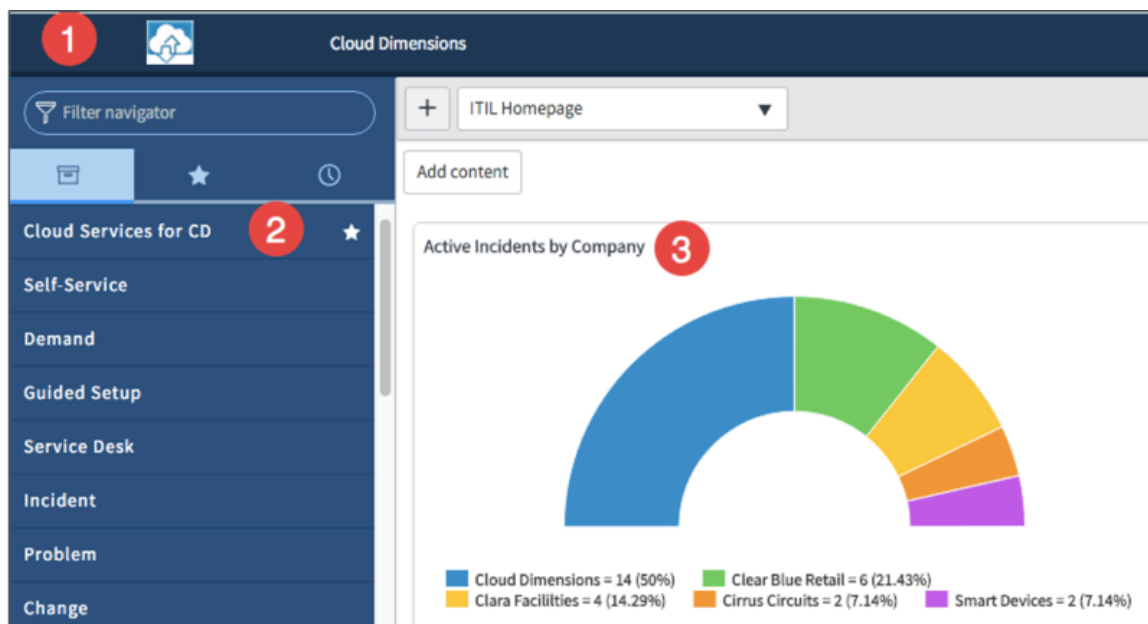 1
Cloud Dimensions
Filter navigator
ITIL Homepage
Add content
Cloud Services for CD
2
Self-Service
Demand
Guided Setup
Service Desk
Incident
Problem
Change
Active Incidents by Company
3
Cloud Dimensions = 14 (50%)
Clear Blue Retail = 6 (21.43%)
Clara Facililties = 4 (14.29%)
Cirrus Circuits = 2 (7.14%)
Smart Devices = 2 (7.14%)